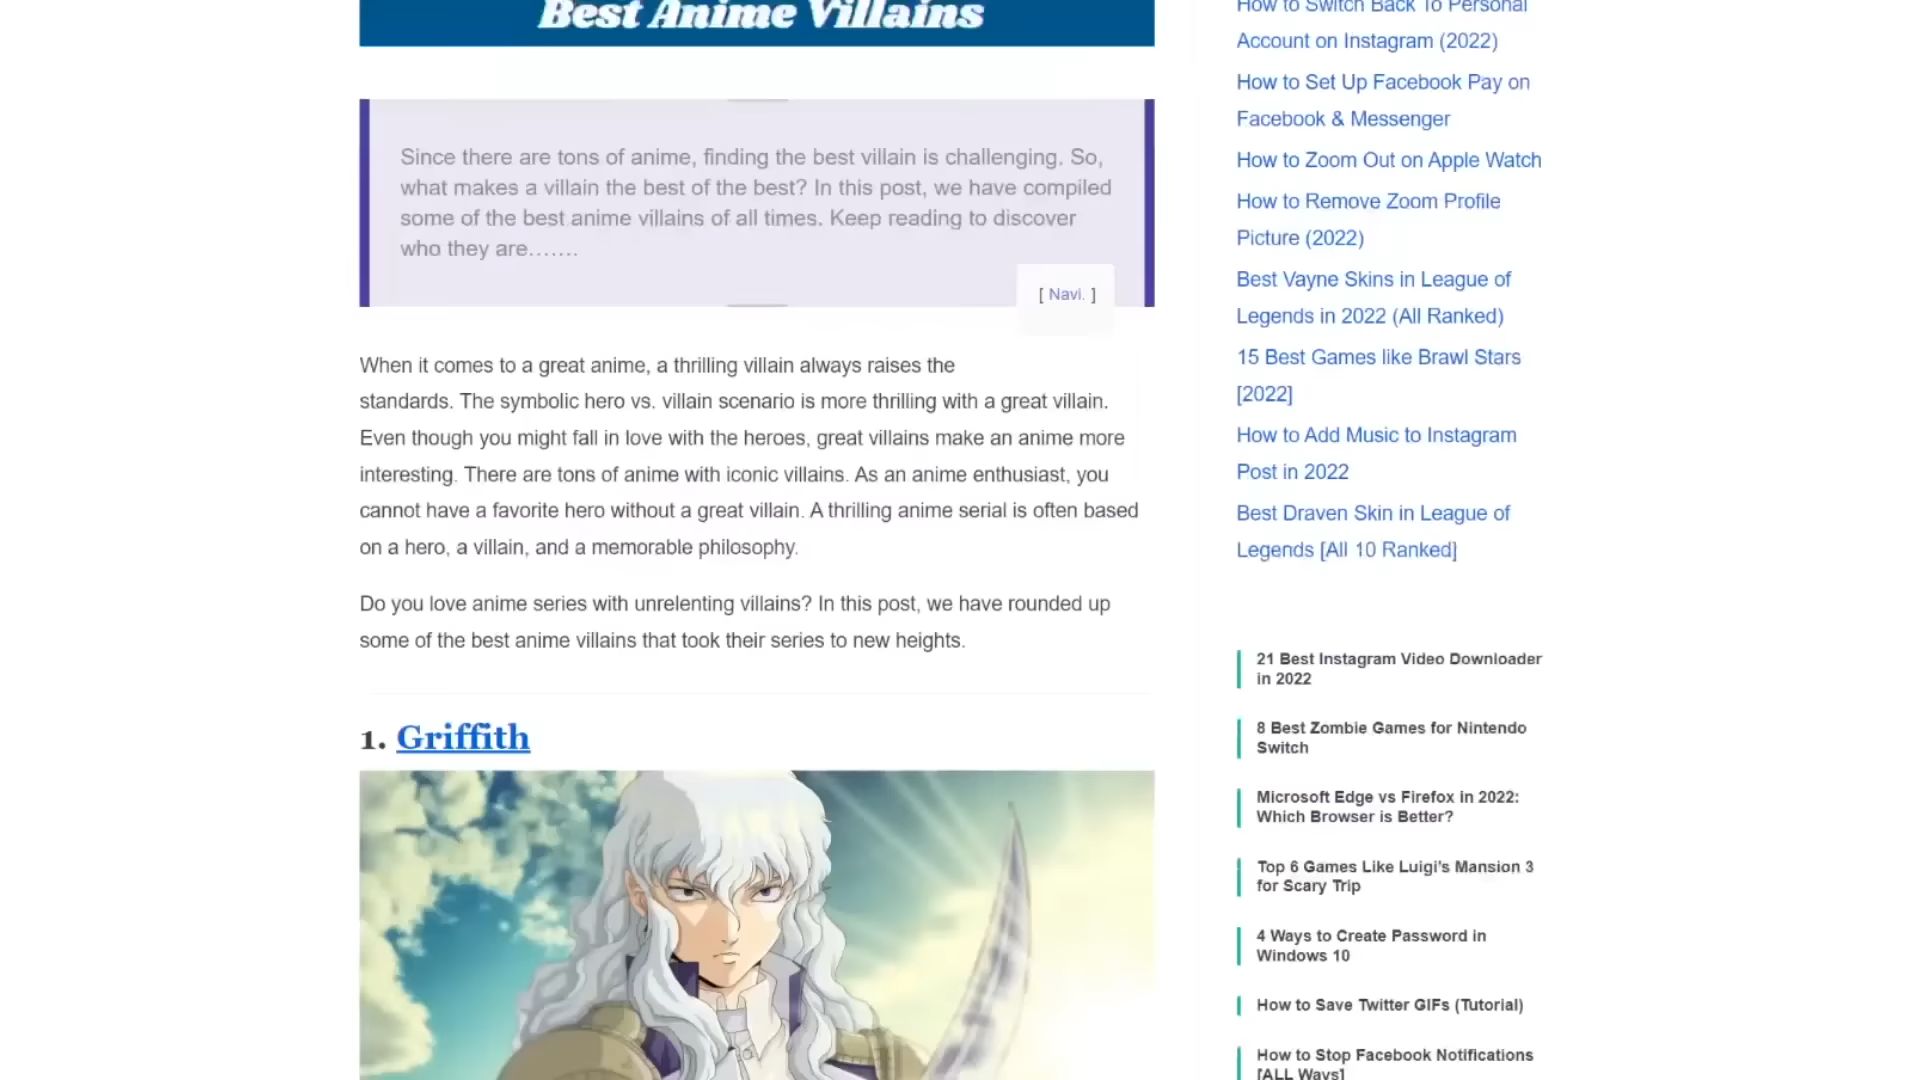 Best Anime Villains
Since there are tons of anime, finding the best villain is challenging. So,
what makes a villain the best of the best? In this post, we have compiled
some of the best anime villains of all times. Keep reading to discover
who they are…….
[ Navi. ]
When it comes to a great anime, a thrilling villain always raises the
standards. The symbolic hero vs. villain scenario is more thrilling with a great villain.
Even though you might fall in love with the heroes, great villains make an anime more
interesting. There are tons of anime with iconic villains. As an anime enthusiast, you
cannot have a favorite hero without a great villain. A thrilling anime serial is often based
on a hero, a villain, and a memorable philosophy.
Do you love anime series with unrelenting villains? In this post, we have rounded up
some of the best anime villains that took their series to new heights.
1. Griffith
How to Switch Back To Personal
Account on Instagram (2022)
How to Set Up Facebook Pay on
Facebook & Messenger
How to Zoom Out on Apple Watch
How to Remove Zoom Profile
Picture (2022)
Best Vayne Skins in League of
Legends in 2022 (All Ranked)
15 Best Games like Brawl Stars
[2022]
How to Add Music to Instagram
Post in 2022
Best Draven Skin in League of
Legends [All 10 Ranked]
21 Best Instagram Video Downloader
in 2022
8 Best Zombie Games for Nintendo
Switch
Microsoft Edge vs Firefox in 2022:
Which Browser is Better?
Top 6 Games Like Luigi's Mansion 3
for Scary Trip
4 Ways to Create Password in
Windows 10
How to Save Twitter GIFs (Tutorial)
How to Stop Facebook Notifications
[ALL Ways]